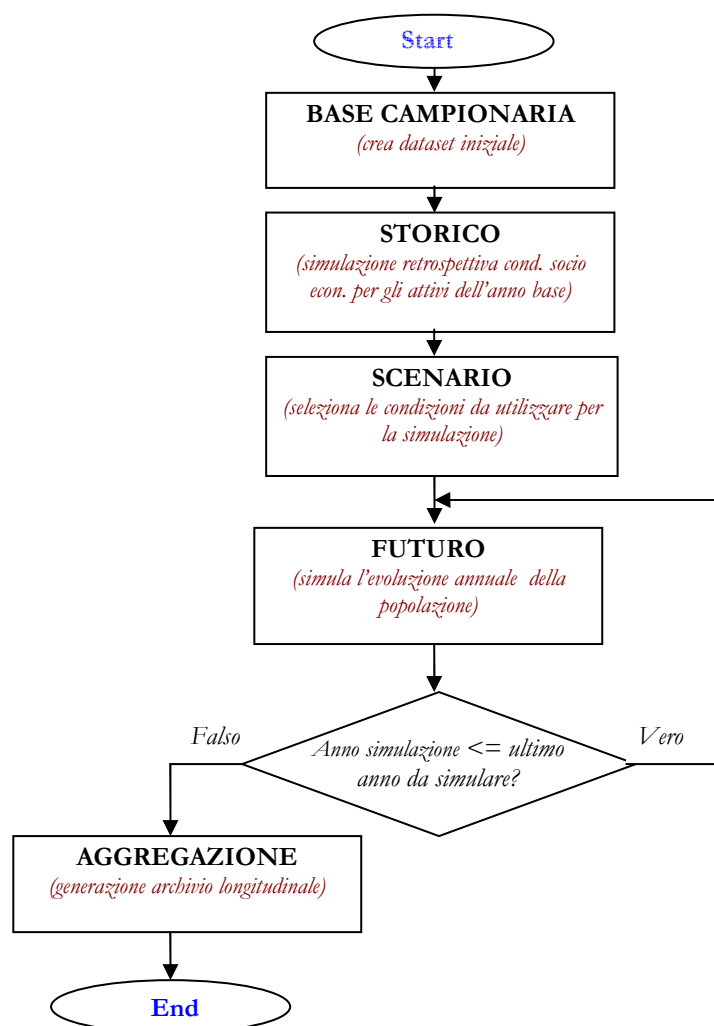 Start
BASE CAMPIONARIA
(crea dataset iniziale)
STORICO
(simulazione retrospettiva cond. socio
econ. per gli attivi dell'anno base)
SCENARIO
(seleziona le condizioni da utilizzare per
la simulazione)
FUTURO
(simula l'evoluzione annuale della
popolazione)
Falso
Vero
Anno simulazione <= ultimo
anno da simulare?
AGGREGAZIONE
(generazione archivio longitudinale)
End